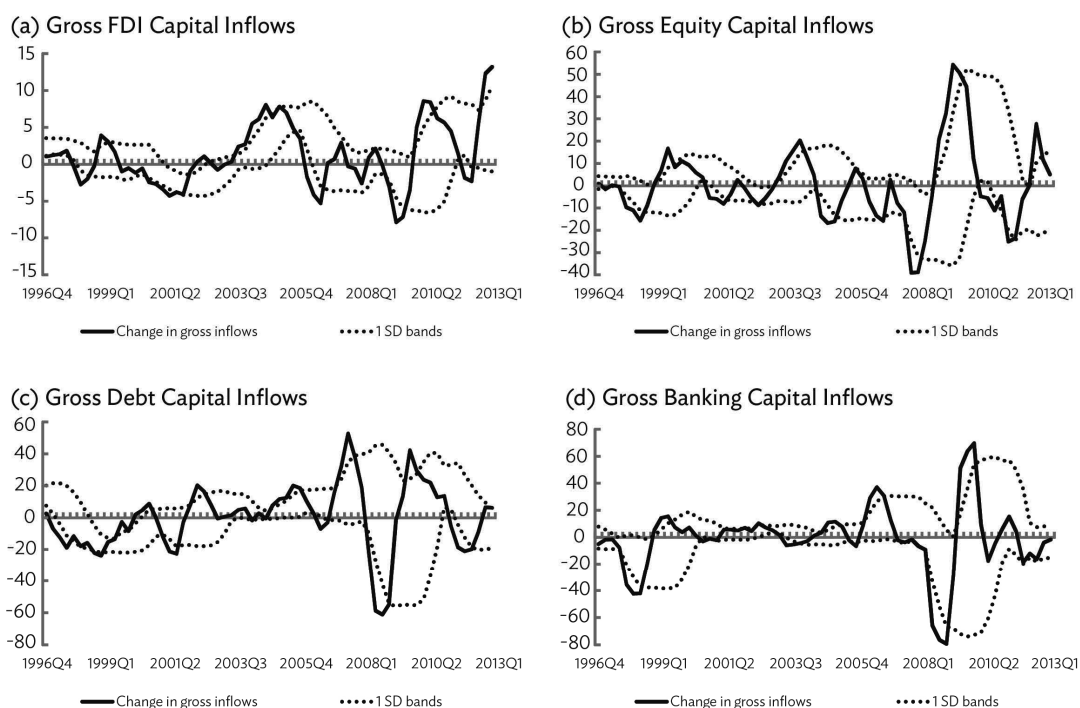 (a) Gross FDI Capital Inflows
15
10
5
0
-5
-10
-15
1996Q4 1999Q1 2001Q2 2003Q3 2005Q4 2008Q1 2010Q2 2013Q1
Change in gross inflows 1 SD bands
(b) Gross Equity Capital Inflows
60
50
40
30
20
10
0
-10
-20
-30
-40
1996Q4 1999Q1 2001Q2 2003Q3 2005Q4 2008Q1 2010Q2 2013Q1
Change in gross inflows 1 SD bands
(c) Gross Debt Capital Inflows
60
40
20
0
-20
-40
-60
-80
1996Q4 1999Q1 2001Q2 2003Q3 2005Q4 2008Q1 2010Q2 2013Q1
Change in gross inflows 1 SD bands
(d) Gross Banking Capital Inflows
80
60
40
20
0
-20
-40
-60
-80
1996Q4 1999Q1 2001Q2 2003Q3 2005Q4 2008Q1 2010Q2 2013Q1
Change in gross inflows 1 SD bands